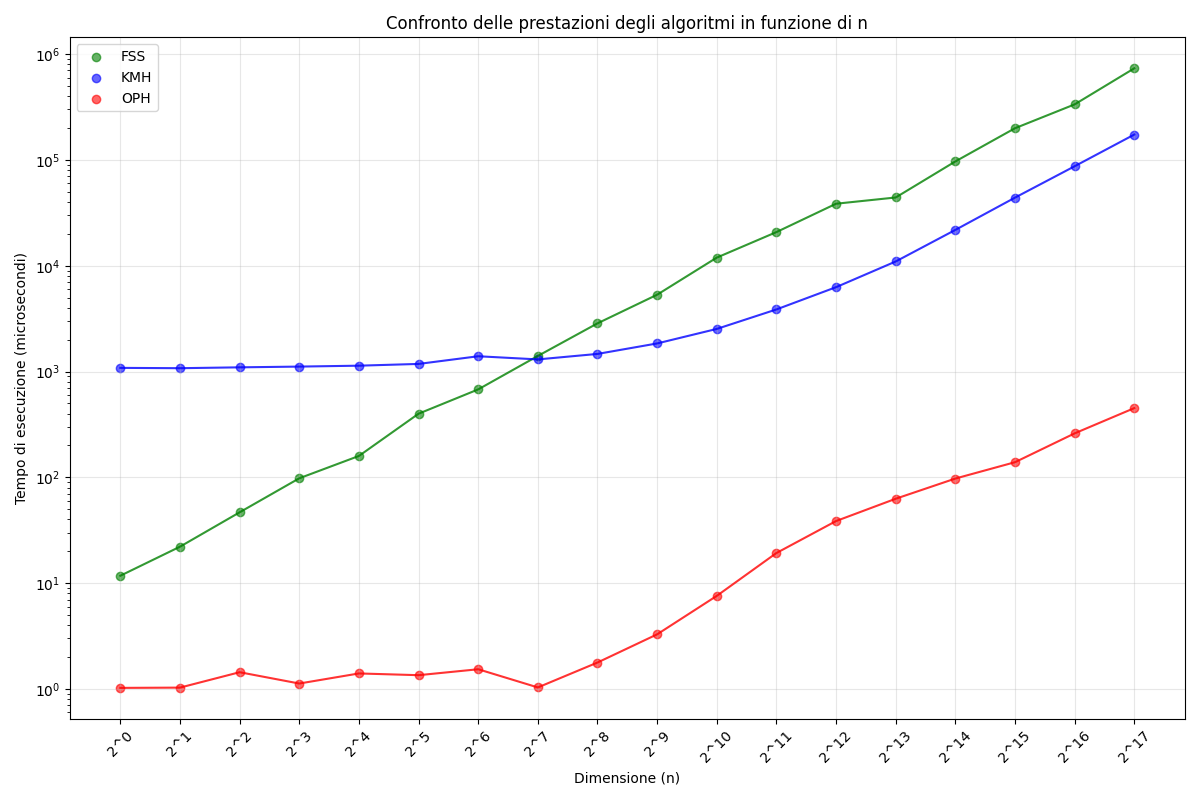 Confronto delle prestazioni degli algoritmi in funzione di n
FSS
KMH
OPH
Tempo di esecuzione (microsecondi)
10^6
10^5
10^4
10^3
10^2
10^1
10^0
2^0 2^1 2^2 2^3 2^4 2^5 2^6 2^7 2^8 2^9 2^10 2^11 2^12 2^13 2^14 2^15 2^16 2^17
Dimensione (n)